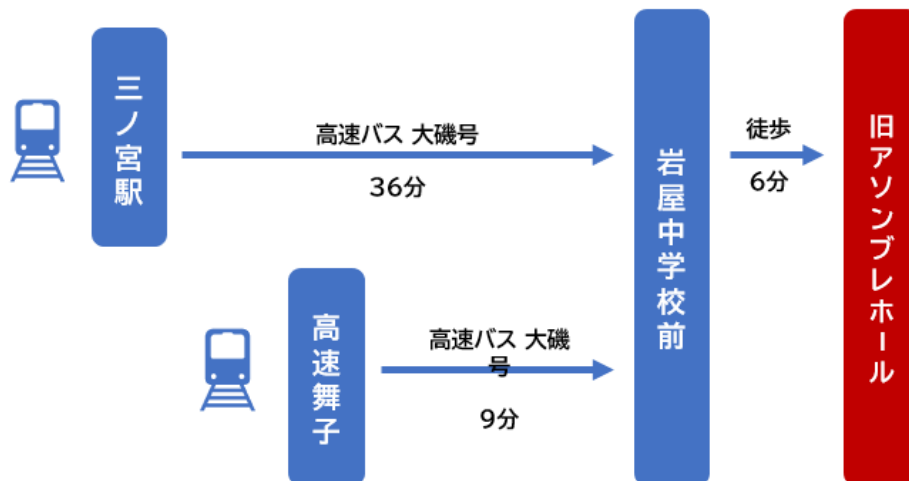 三ノ宮駅
高速バス 大磯号
36分
岩屋中学校前
徒歩
6分
旧アソンブレホール
高速舞子
高速バス 大磯
号
9分